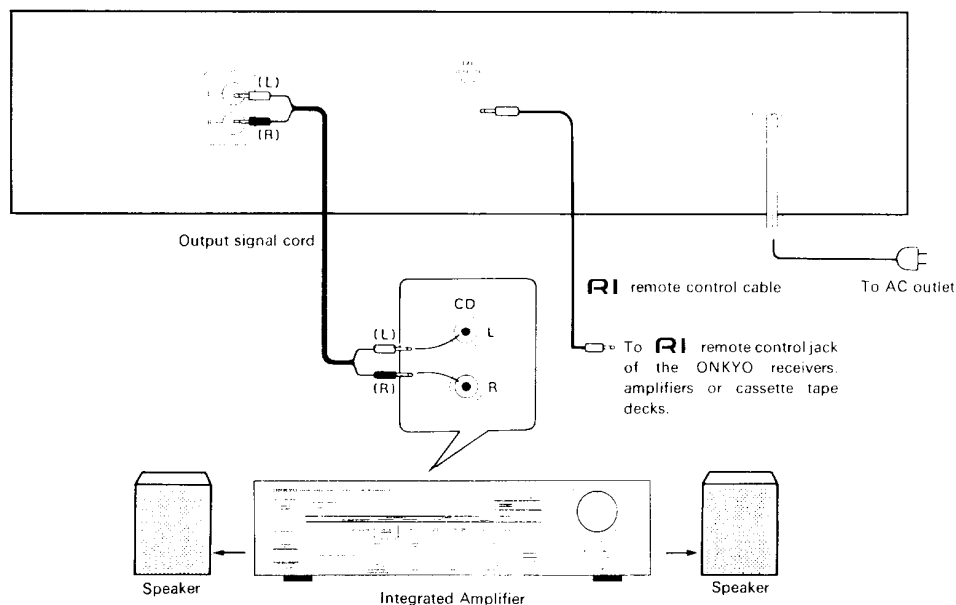 (L)
(R)
Output signal cord
RI remote control cable
To AC outlet
CD
(L)
L
(R)
R
To RI remote control jack
of the ONKYO receivers.
amplifiers or cassette tape
decks.
ONKYO
Speaker
Integrated Amplifier
Speaker